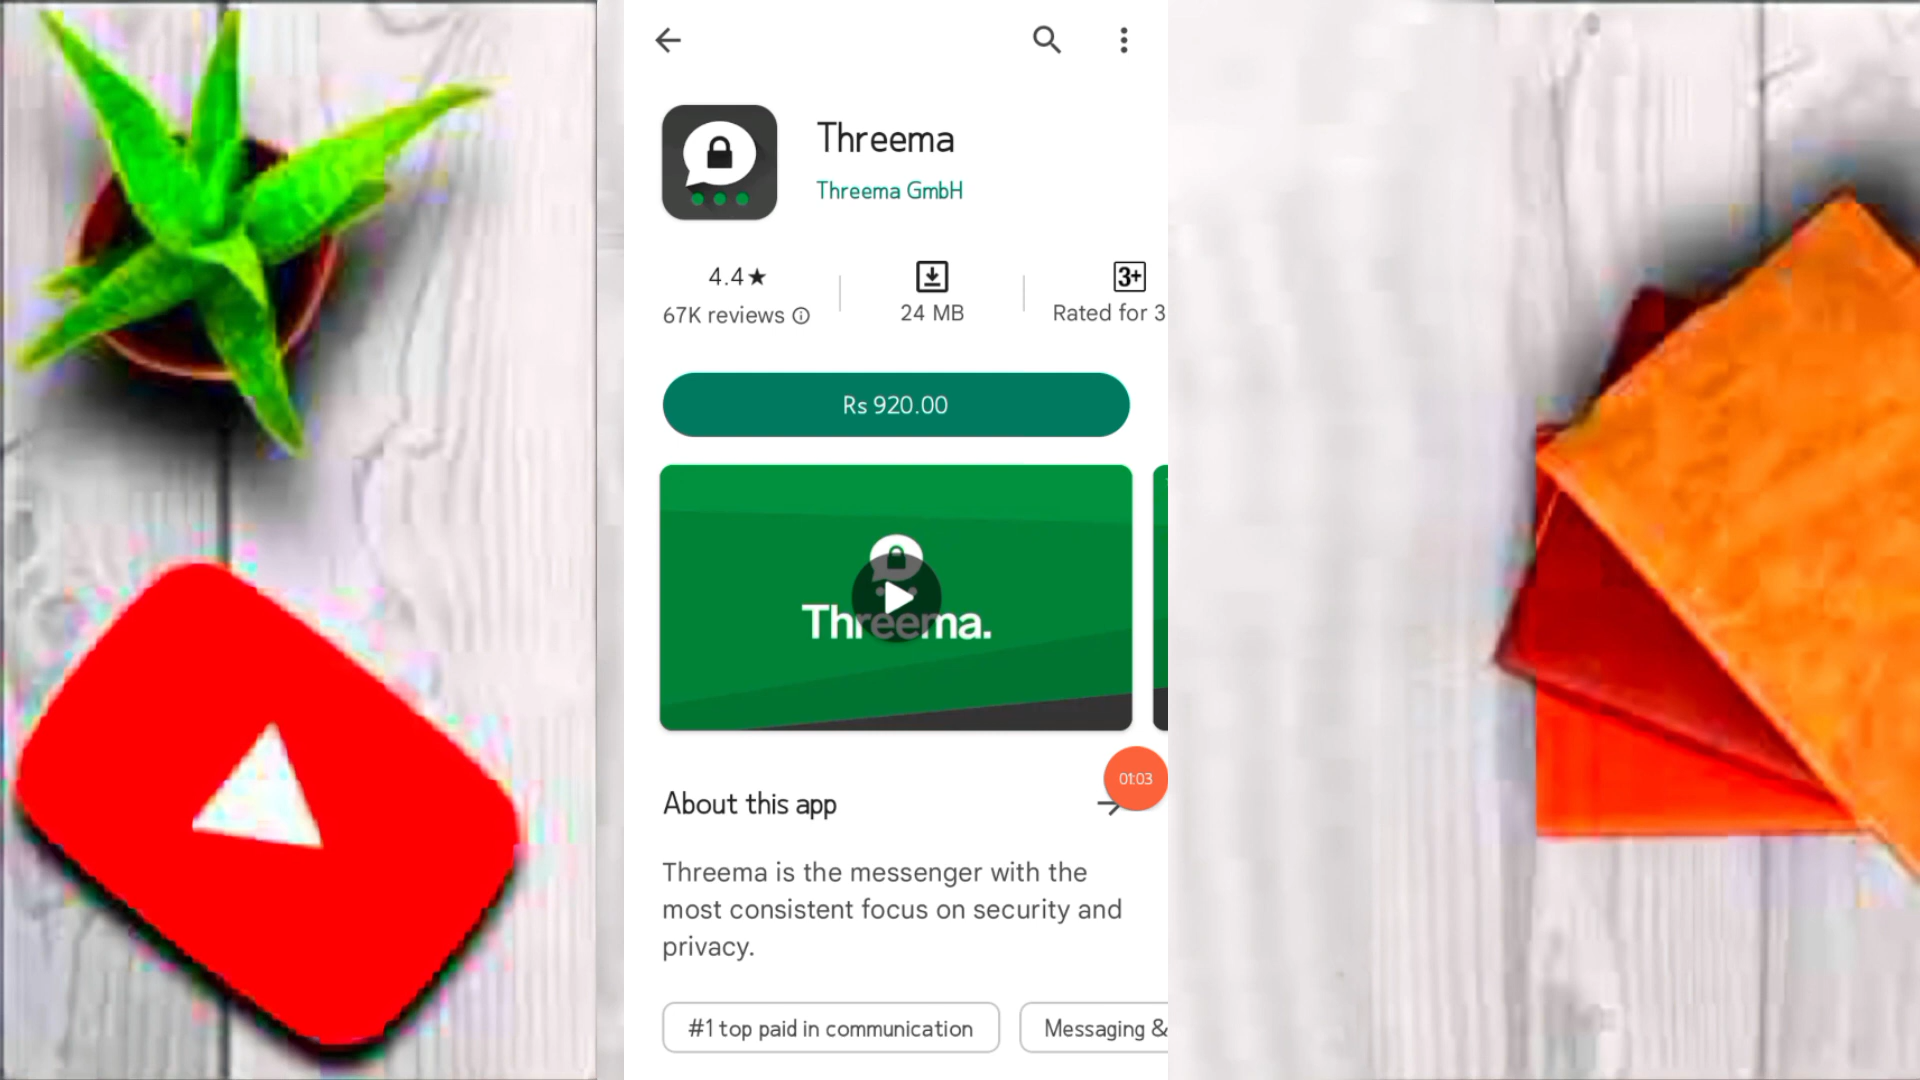 Threema
Threema GmbH
4.4★
67K reviews
24 MB
3+
Rated for 3
Rs 920.00
Threema.
01:03
About this app
Threema is the messenger with the
most consistent focus on security and
privacy.
#1 top paid in communication
Messaging &